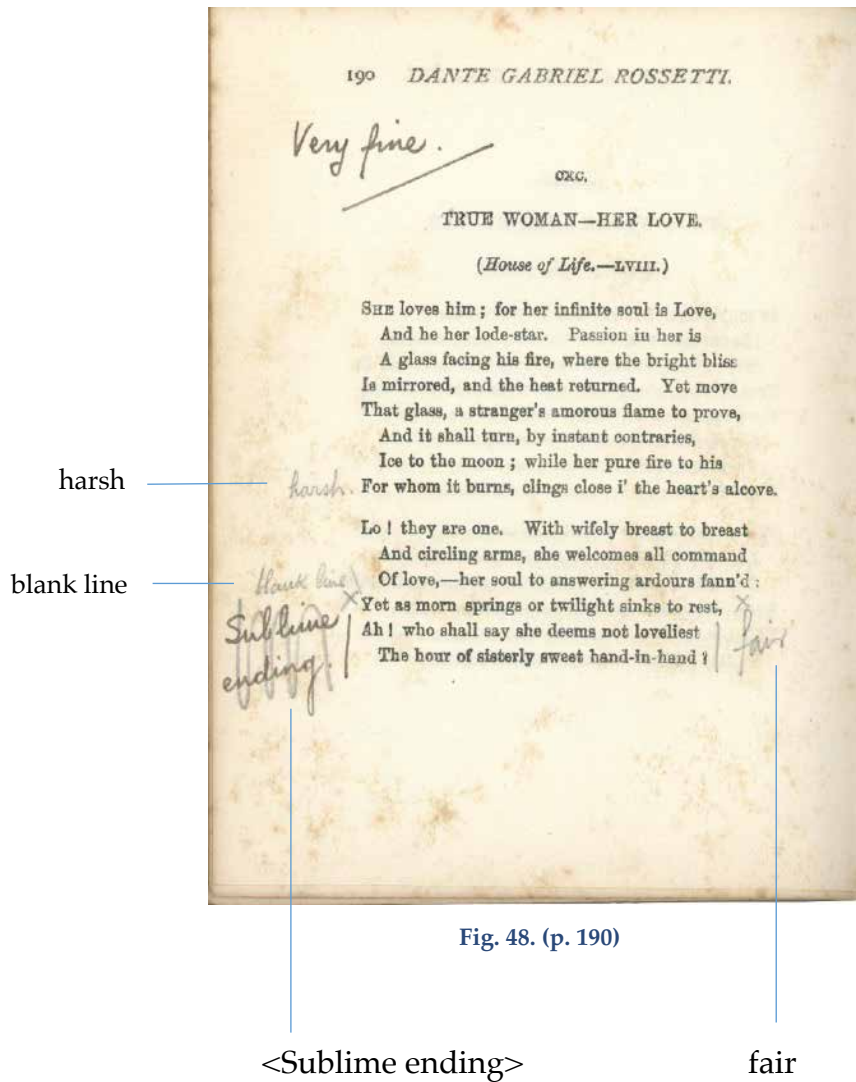 190 DANTE GABRIEL ROSSETTI.
Very fine.
CXC.
TRUE WOMAN—HER LOVE.
(House of Life.—LVIII.)
SHE loves him; for her infinite soul is Love,
And he her lode-star. Passion in her is
A glass facing his fire, where the bright bliss
Is mirrored, and the heat returned. Yet move
That glass, a stranger's amorous flame to prove,
And it shall turn, by instant contraries,
Ice to the moon; while her pure fire to his
harsh harsh. For whom it burns, clings close i' the heart's alcove.
Lo! they are one. With wifely breast to breast
And circling arms, she welcomes all command
blank line blank line Of love,—her soul to answering ardours fann'd:
Yet as morn springs or twilight sinks to rest,
Sublime Ah! who shall say she deems not loveliest fair
ending. The hour of sisterly sweet hand-in-hand?
Fig. 48. (p. 190)
<Sublime ending> fair